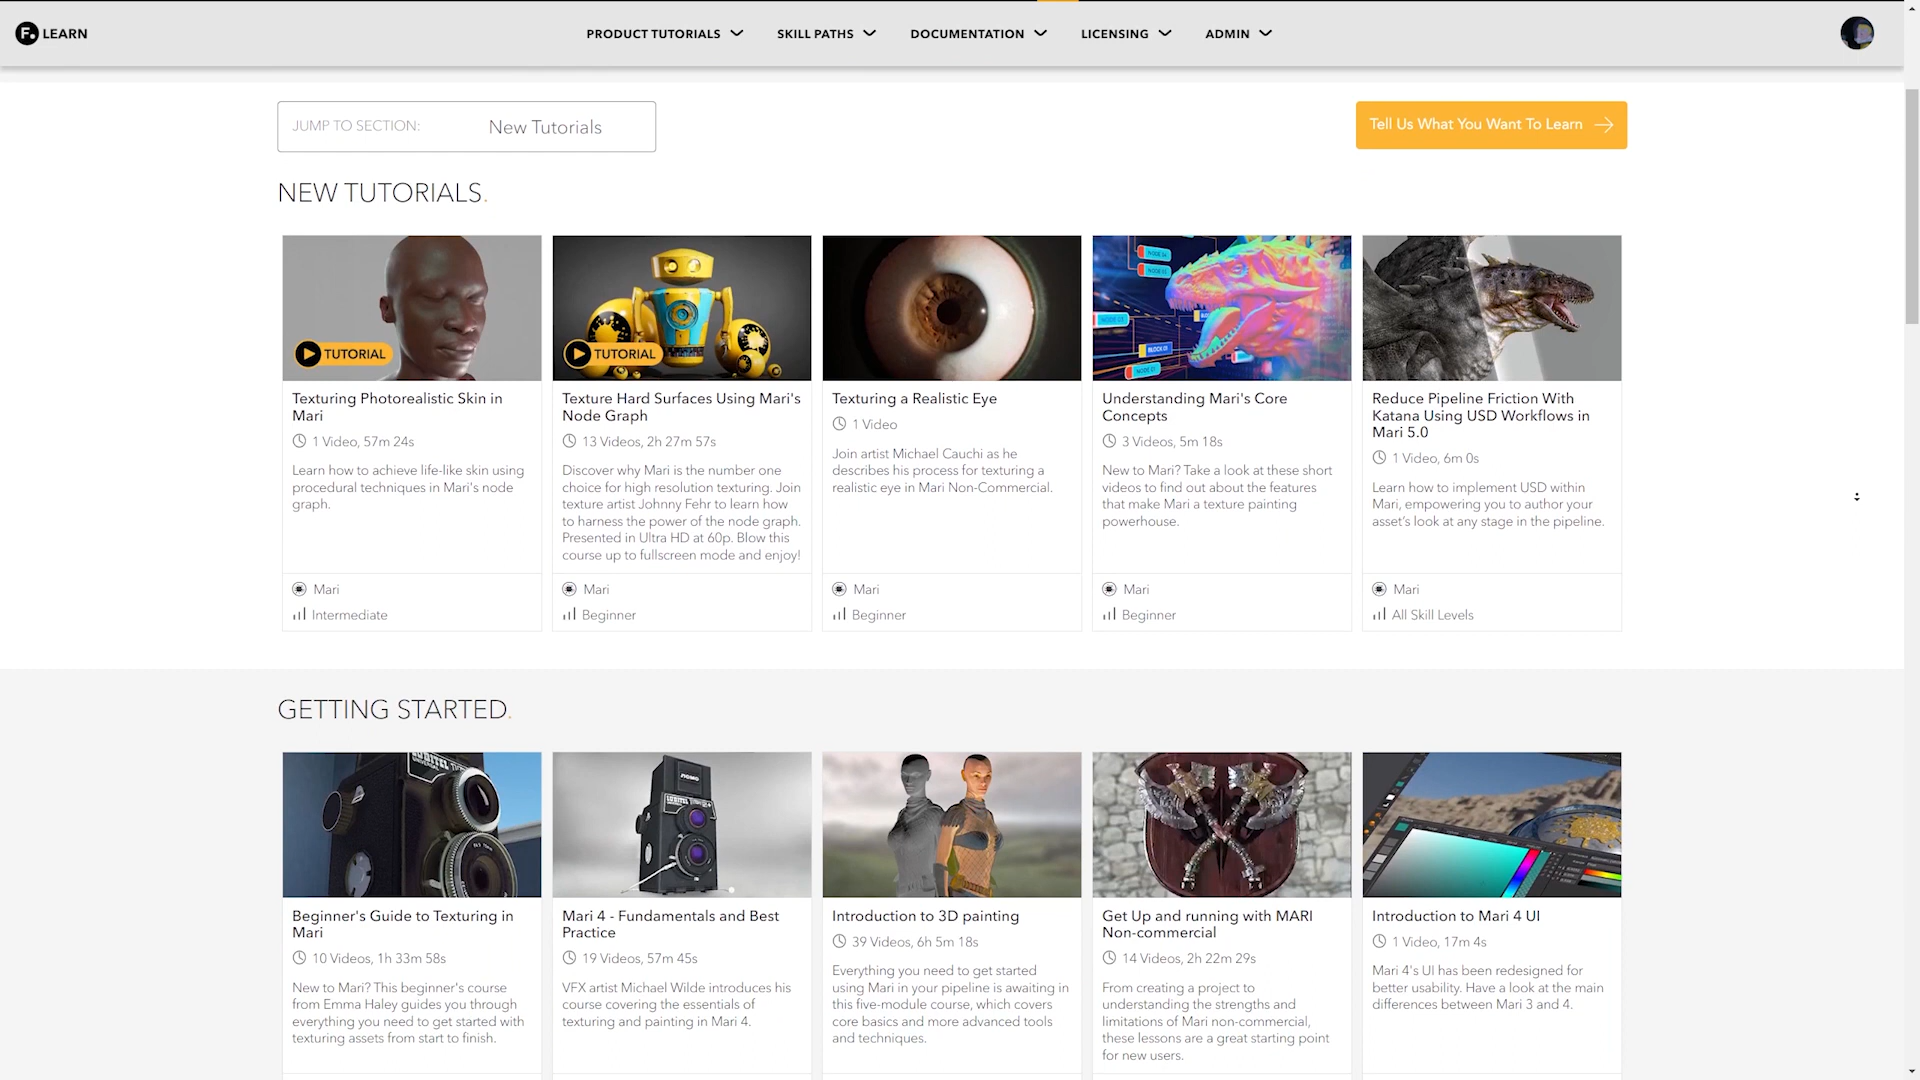 F. LEARN
PRODUCT TUTORIALS
SKILL PATHS
DOCUMENTATION
LICENSING
ADMIN
JUMP TO SECTION:
New Tutorials
Tell Us What You Want To Learn
NEW TUTORIALS.
TUTORIAL
Texturing Photorealistic Skin in
Mari
1 Video, 57m 24s
Learn how to achieve life-like skin using
procedural techniques in Mari's node
graph.
Mari
Intermediate
TUTORIAL
Texture Hard Surfaces Using Mari's
Node Graph
13 Videos, 2h 27m 57s
Discover why Mari is the number one
choice for high resolution texturing. Join
texture artist Johnny Fehr to learn how
to harness the power of the node graph.
Presented in Ultra HD at 60p. Blow this
course up to fullscreen mode and enjoy!
Mari
Beginner
Texturing a Realistic Eye
1 Video
Join artist Michael Cauchi as he
describes his process for texturing a
realistic eye in Mari Non-Commercial.
Mari
Beginner
Understanding Mari's Core
Concepts
3 Videos, 5m 18s
New to Mari? Take a look at these short
videos to find out about the features
that make Mari a texture painting
powerhouse.
Mari
Beginner
Reduce Pipeline Friction With
Katana Using USD Workflows in
Mari 5.0
1 Video, 6m 0s
Learn how to implement USD within
Mari, empowering you to author your
asset's look at any stage in the pipeline.
Mari
All Skill Levels
GETTING STARTED.
Beginner's Guide to Texturing in
Mari
10 Videos, 1h 33m 58s
New to Mari? This beginner's course
from Emma Haley guides you through
everything you need to get started with
texturing assets from start to finish.
Mari 4 - Fundamentals and Best
Practice
19 Videos, 57m 45s
VFX artist Michael Wilde introduces his
course covering the essentials of
texturing and painting in Mari 4.
Introduction to 3D painting
39 Videos, 6h 5m 18s
Everything you need to get started
using Mari in your pipeline is awaiting in
this five-module course, which covers
core basics and more advanced tools
and techniques.
Get Up and running with MARI
Non-commercial
14 Videos, 2h 22m 29s
From creating a project to
understanding the strengths and
limitations of Mari non-commercial,
these lessons are a great starting point
for new users.
Introduction to Mari 4 UI
1 Video, 17m 4s
Mari 4's UI has been redesigned for
better usability. Have a look at the main
differences between Mari 3 and 4.